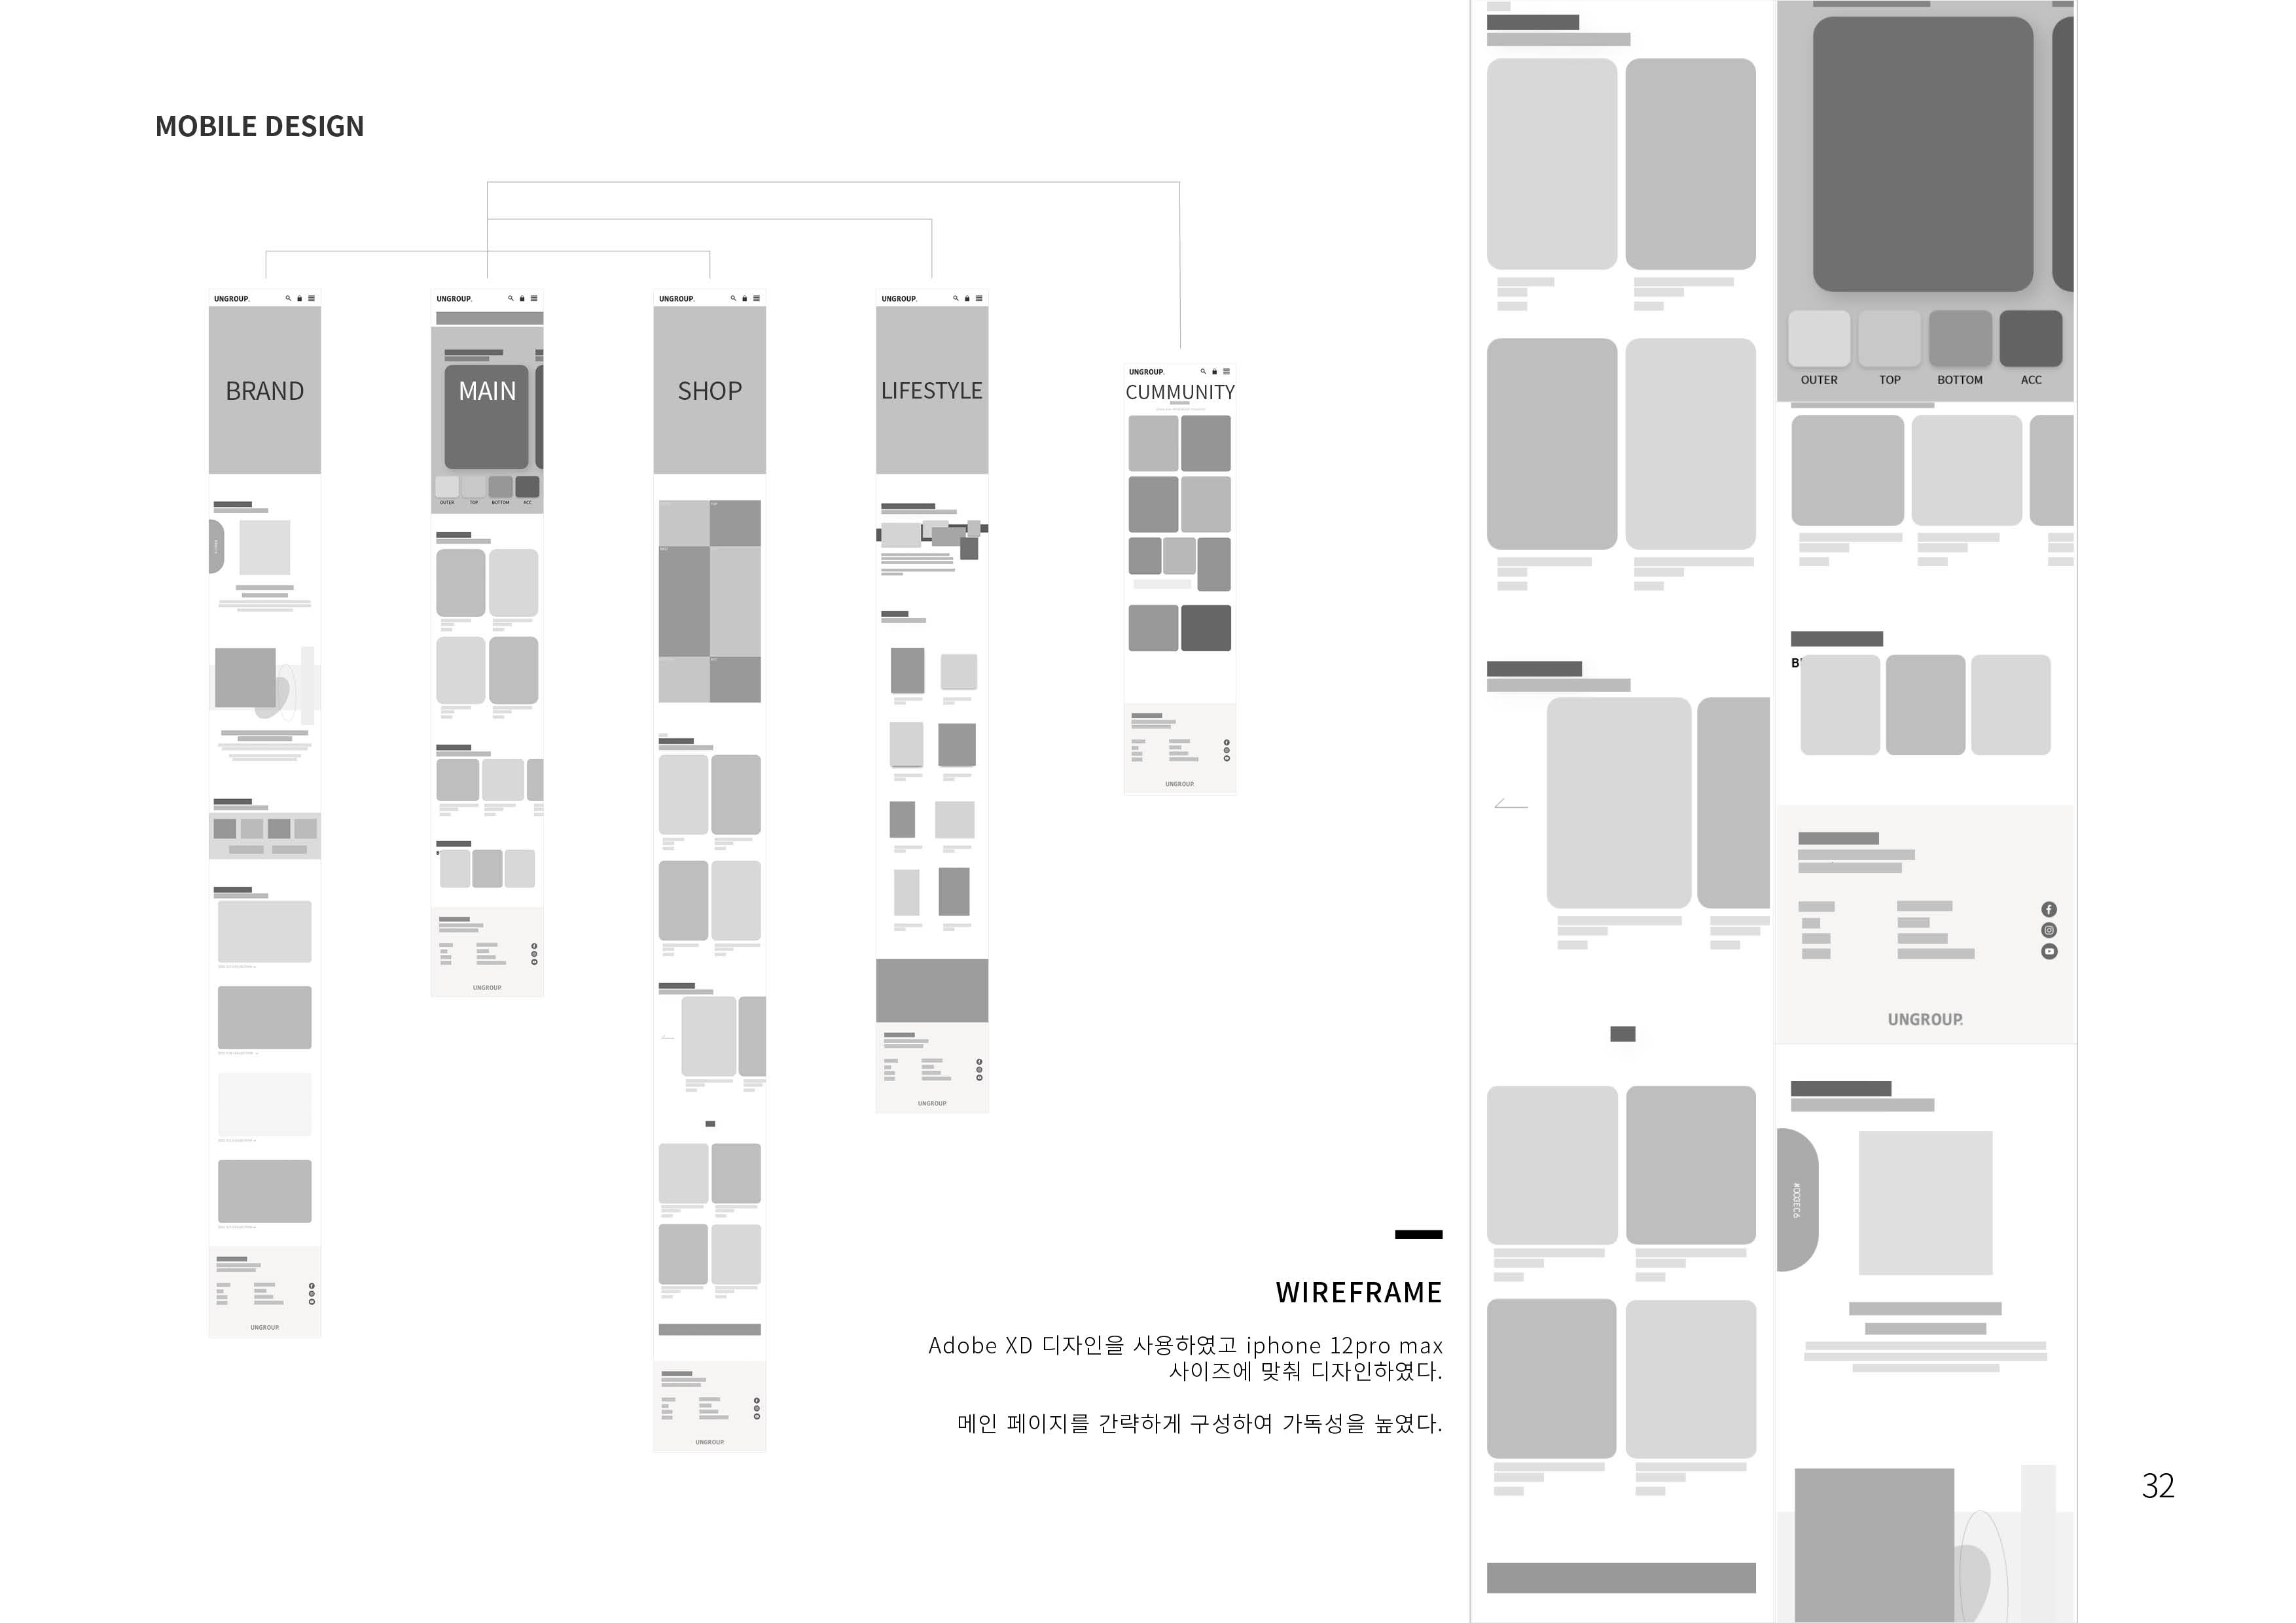 MOBILE DESIGN
UNGROUP.
BRAND
UNGROUP.
UNGROUP.
MAIN
OUTER
TOP
BOTTOM
ACC
UNGROUP.
UNGROUP.
SHOP
UNGROUP.
UNGROUP.
LIFESTYLE
UNGROUP.
UNGROUP.
CUMMUNITY
UNGROUP.
WIREFRAME
Adobe XD 디자인을 사용하였고 iphone 12pro max
사이즈에 맞춰 디자인하였다.
메인 페이지를 간략하게 구성하여 가독성을 높였다.
OUTER
TOP
BOTTOM
ACC
UNGROUP.
32